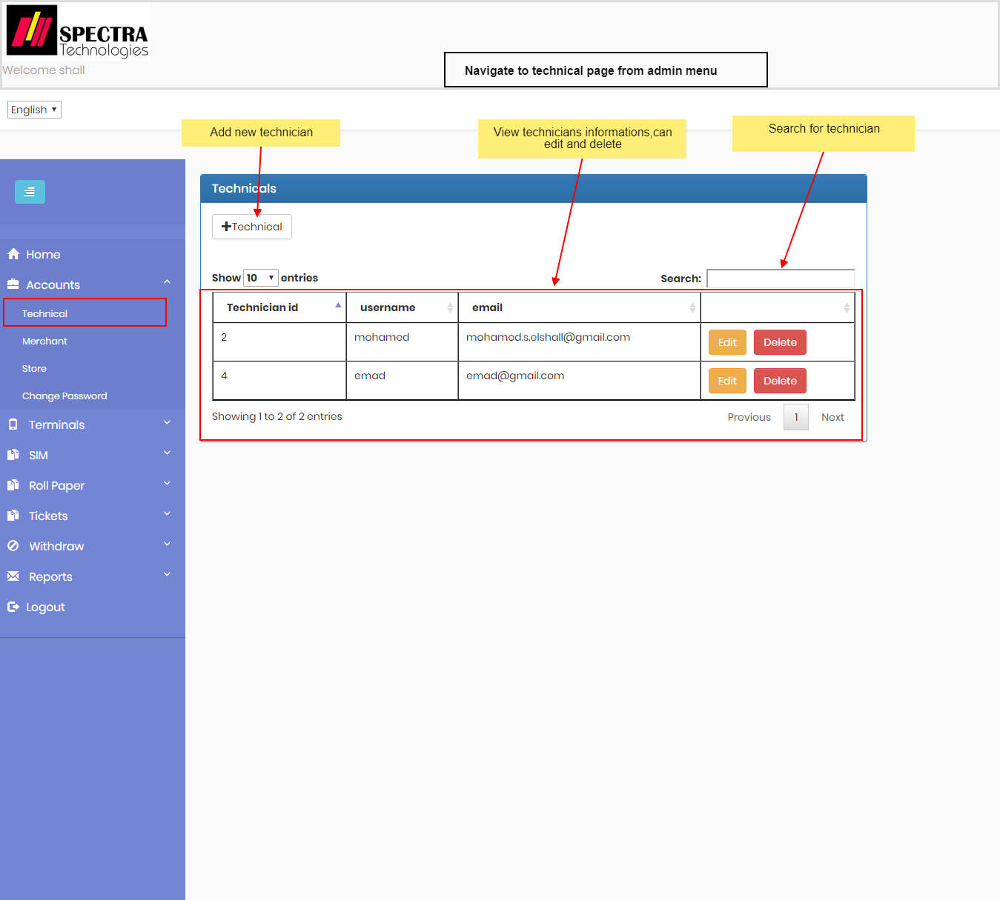 SPECTRA
Technologies
Welcome shall
Navigate to technical page from admin menu
English
Add new technician
View technicians informations,can
edit and delete
Search for technician
Technicals
+Technical
Home
Accounts
Technical
Merchant
Store
Change Password
Terminals
SIM
Roll Paper
Tickets
Withdraw
Reports
Logout
Show 10 entries
Search:
Technician id username email
2 mohamed mohamed.s.elshall@gmail.com Edit Delete
4 emad emad@gmail.com Edit Delete
Showing 1 to 2 of 2 entries
Previous 1 Next